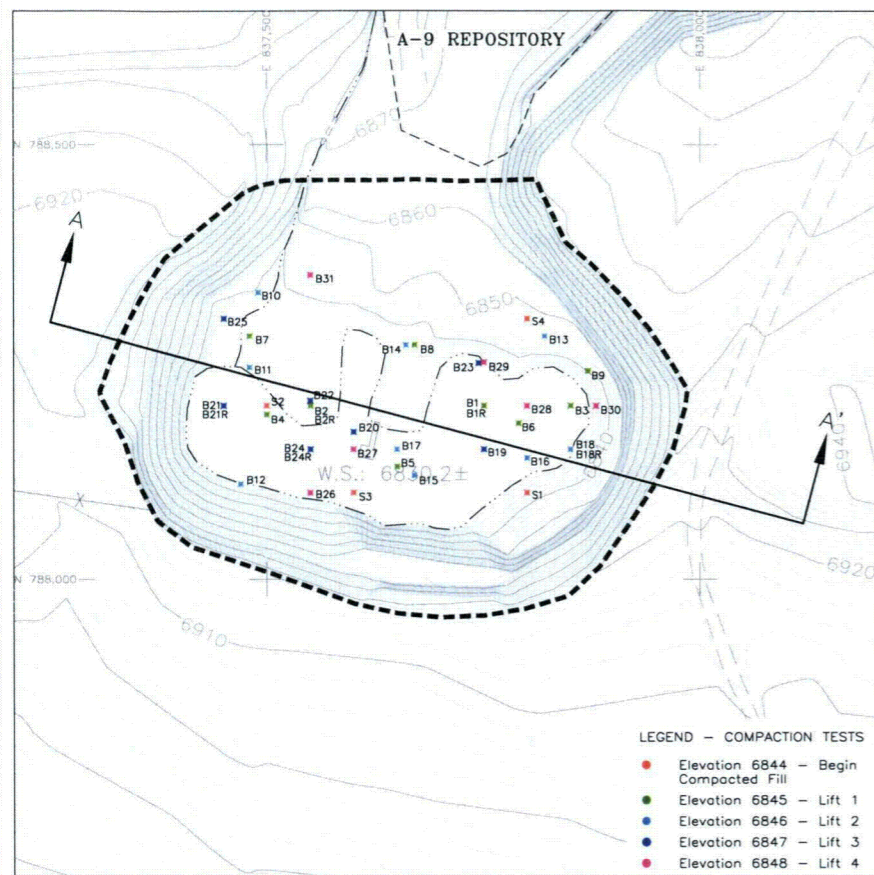 A-9 REPOSITORY
E 837,500
E 838,000
6870
N 788,500
6920
A
6860
B31
B10
6850
B25
S4
B7
B13
B14
B8
B11
B23
B29
B9
B22
B21
B21R
S2
B2
B2R
B4
B1
B1R
B28
B3
B30
B6
A'
B20
6840
6940
B24
B24R
B27
B17
B19
B18
B18R
B5
B16
W.S.: 6830.2±
B15
B12
B26
S3
S1
X
N 788,000
6920
6910
LEGEND - COMPACTION TESTS
Elevation 6844 - Begin
Compacted Fill
Elevation 6845 - Lift 1
Elevation 6846 - Lift 2
Elevation 6847 - Lift 3
Elevation 6848 - Lift 4